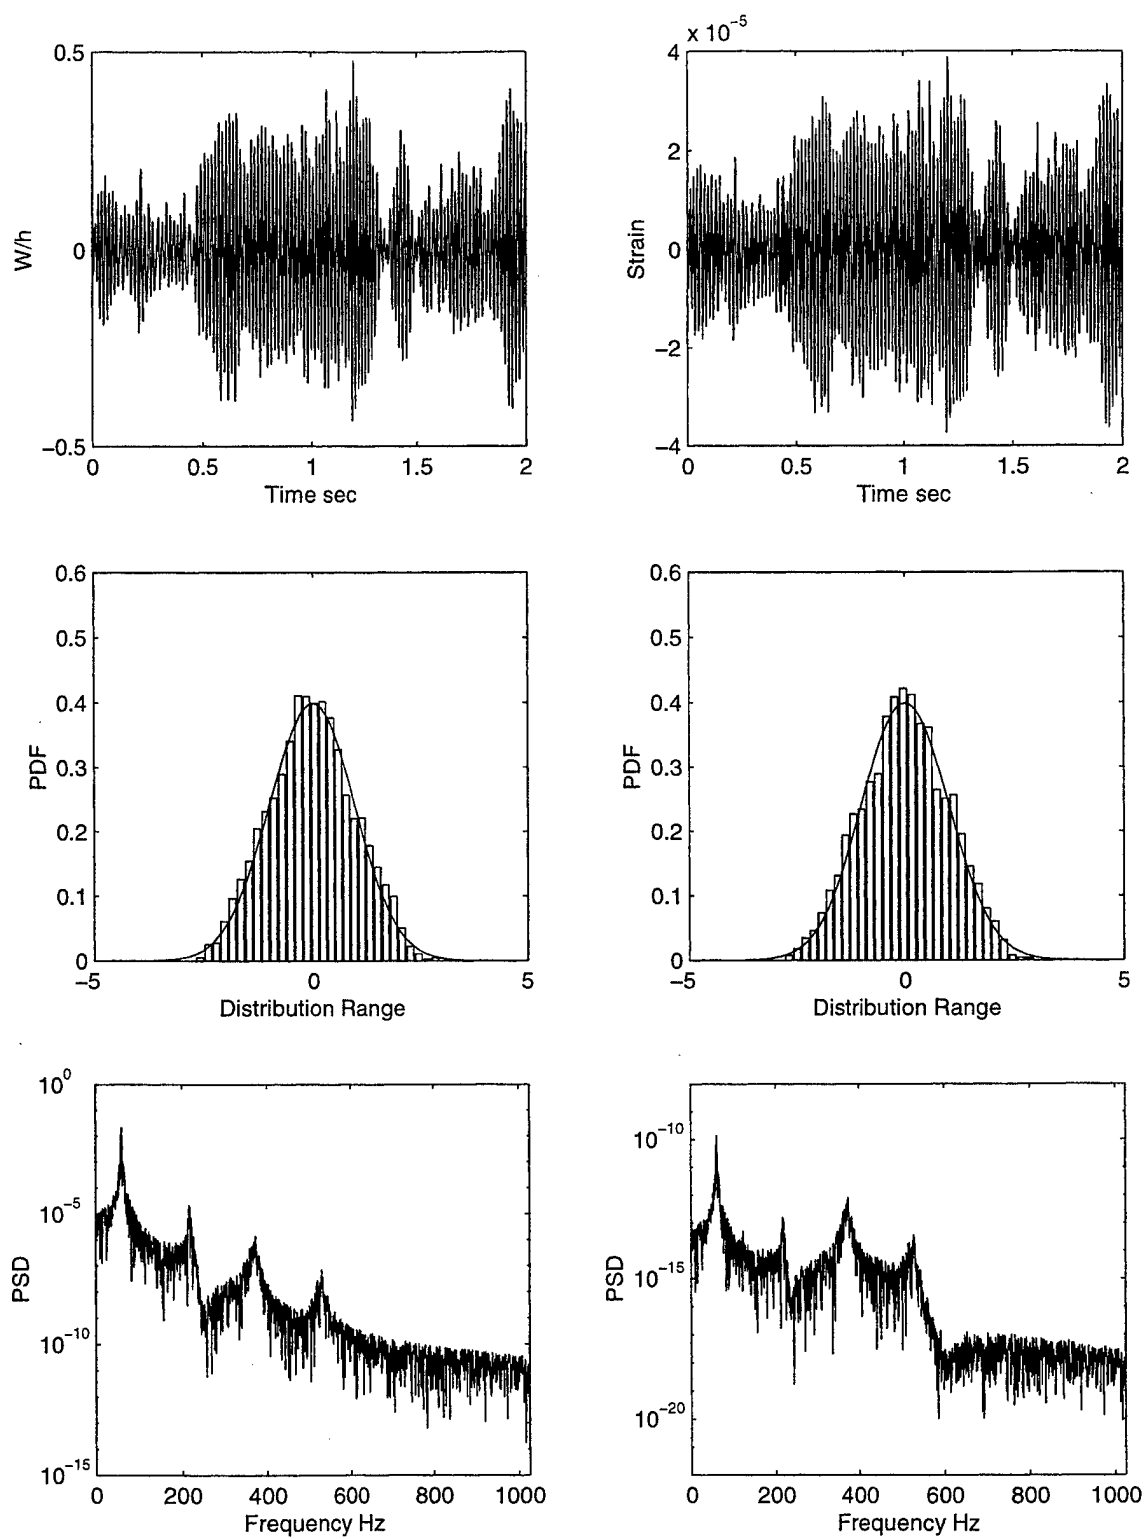 x 10⁻⁵
0.5
0
−0.5
W/h
0 0.5 1 1.5 2
Time sec
4
2
0
−2
−4
Strain
0 0.5 1 1.5 2
Time sec
0.6
0.5
0.4
0.3
0.2
0.1
0
PDF
−5 0 5
Distribution Range
0.6
0.5
0.4
0.3
0.2
0.1
0
PDF
−5 0 5
Distribution Range
10⁰
10⁻⁵
10⁻¹⁰
10⁻¹⁵
PSD
0 200 400 600 800 1000
Frequency Hz
10⁻¹⁰
10⁻¹⁵
10⁻²⁰
PSD
0 200 400 600 800 1000
Frequency Hz